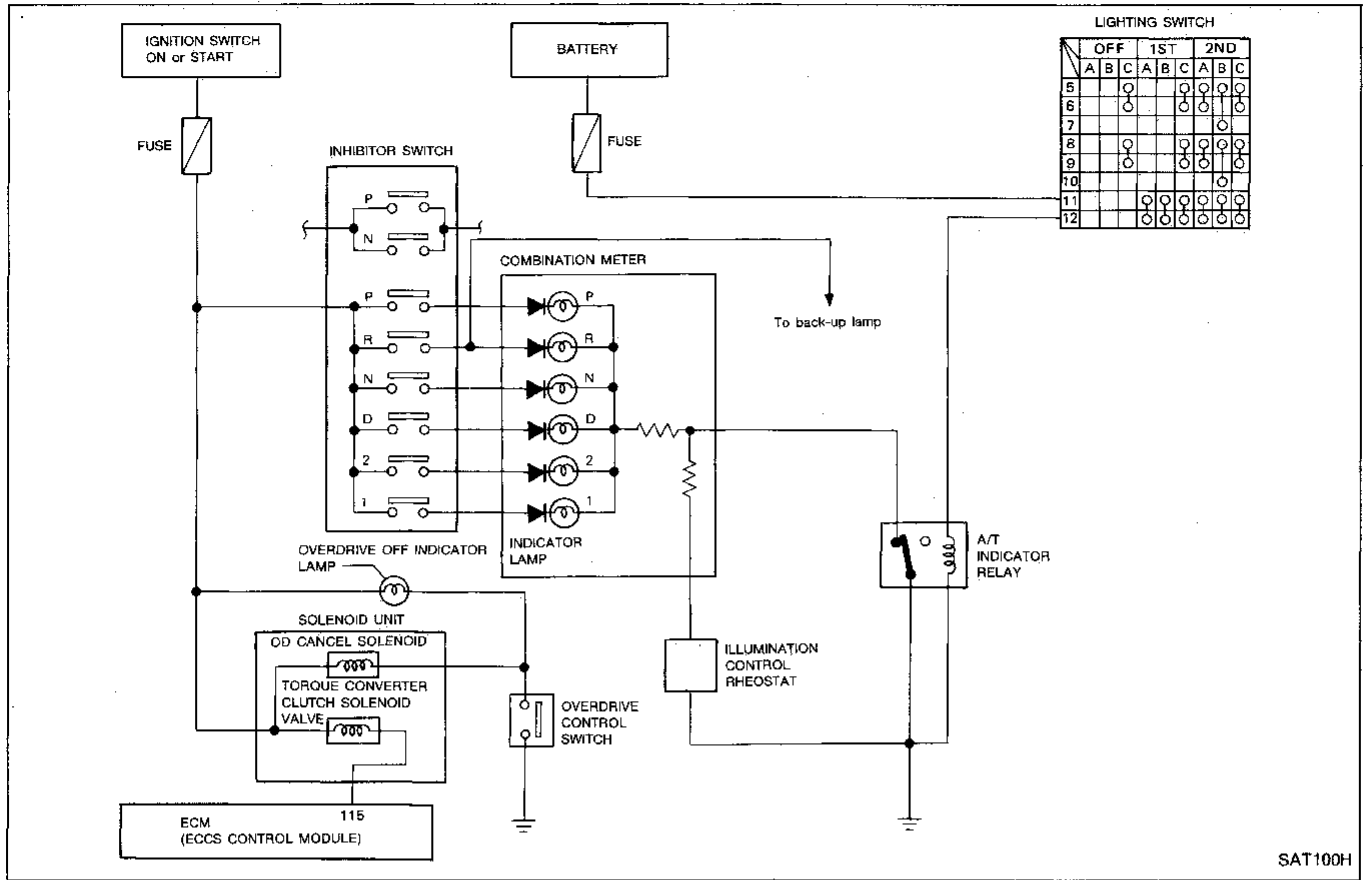 IGNITION SWITCH
ON or START
BATTERY
LIGHTING SWITCH
OFF 1ST 2ND
A B C A B C A B C
5
6
7
8
9
10
11
12
FUSE
FUSE
INHIBITOR SWITCH
P
N
COMBINATION METER
To back-up lamp
P P
R R
N N
D D
2 2
1 1
INDICATOR
LAMP
OVERDRIVE OFF INDICATOR
LAMP
A/T
INDICATOR
RELAY
SOLENOID UNIT
OD CANCEL SOLENOID
TORQUE CONVERTER
CLUTCH SOLENOID
VALVE
ILLUMINATION
CONTROL
RHEOSTAT
OVERDRIVE
CONTROL
SWITCH
115
ECM
(ECCS CONTROL MODULE)
SAT100H